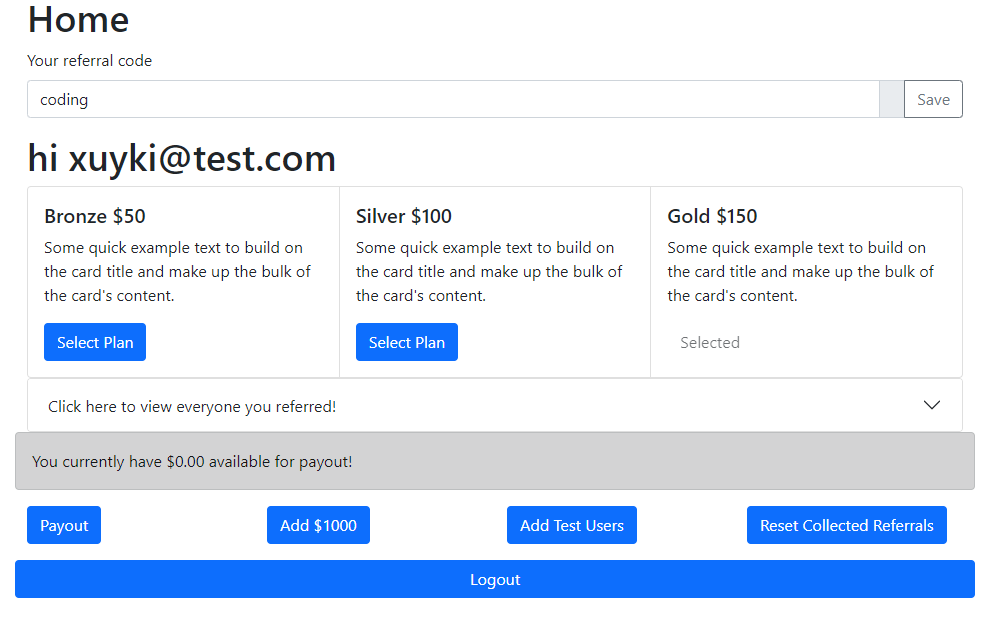 Home
Your referral code
coding
Save
hi xuyki@test.com
Bronze $50
Some quick example text to build on
the card title and make up the bulk of
the card's content.
Select Plan
Silver $100
Some quick example text to build on
the card title and make up the bulk of
the card's content.
Select Plan
Gold $150
Some quick example text to build on
the card title and make up the bulk of
the card's content.
Selected
Click here to view everyone you referred!
You currently have $0.00 available for payout!
Payout
Add $1000
Add Test Users
Reset Collected Referrals
Logout